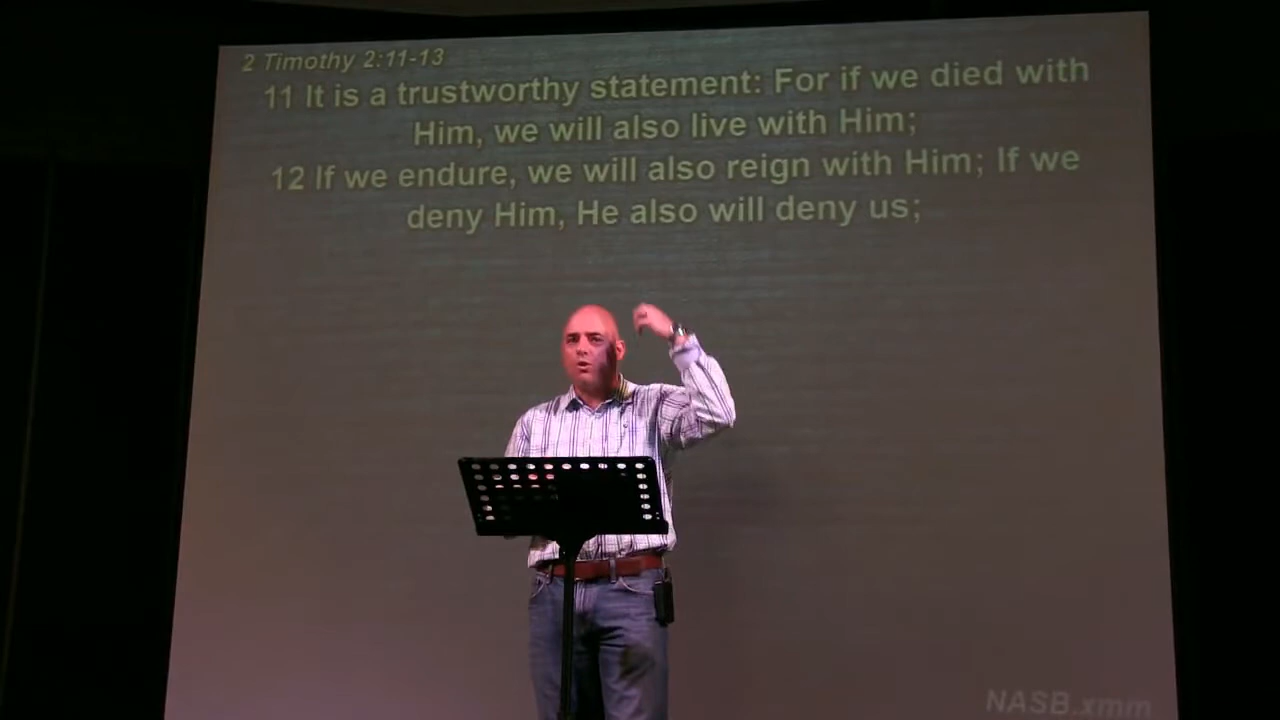 2 Timothy 2:11-13
11 It is a trustworthy statement: For if we died with
Him, we will also live with Him;
12 If we endure, we will also reign with Him; If we
deny Him, He also will deny us;
NASB.xmm